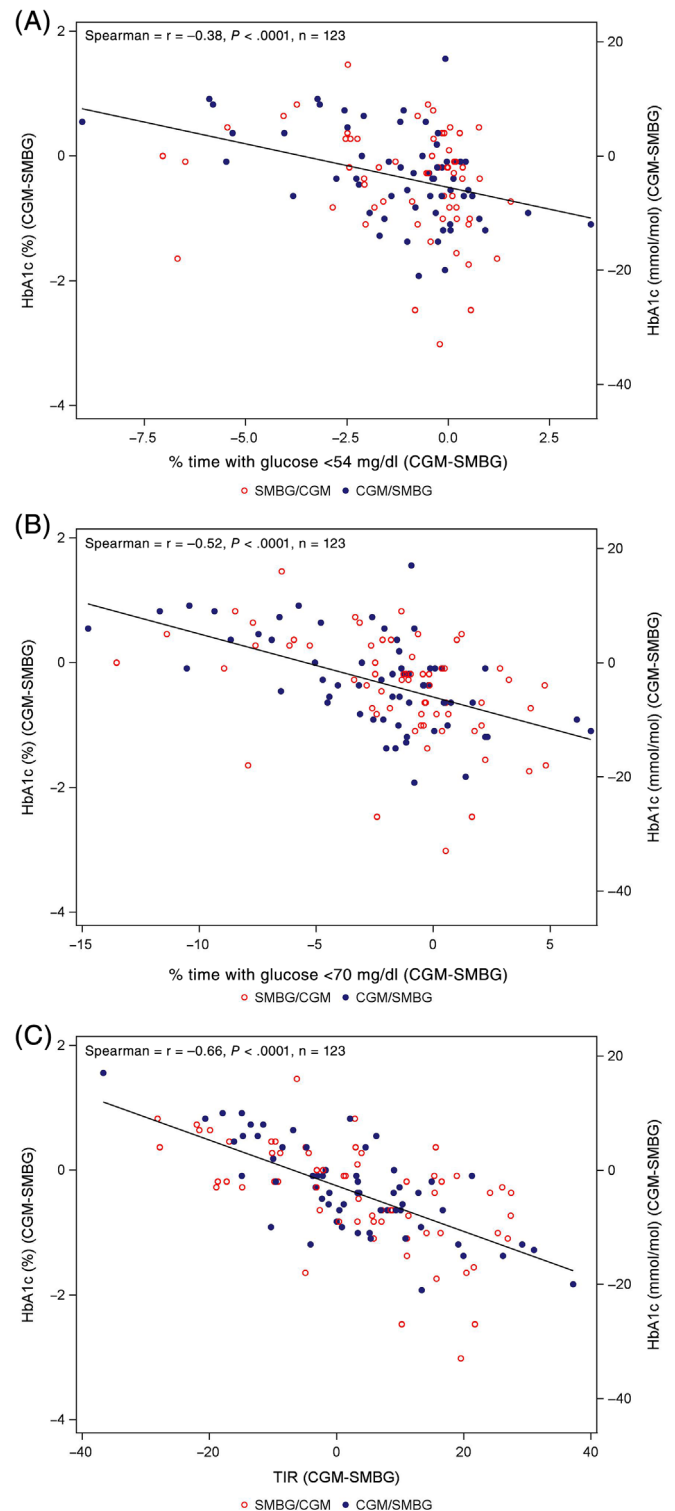 (A)
Spearman = r = −0.38, P < .0001, n = 123
2
0
−2
−4
HbA1c (%) (CGM-SMBG)
20
0
−20
−40
HbA1c (mmol/mol) (CGM-SMBG)
−7.5 −5.0 −2.5 0.0 2.5
% time with glucose <54 mg/dl (CGM-SMBG)
SMBG/CGM CGM/SMBG
(B)
Spearman = r = −0.52, P < .0001, n = 123
2
0
−2
−4
HbA1c (%) (CGM-SMBG)
20
0
−20
−40
HbA1c (mmol/mol) (CGM-SMBG)
−15 −10 −5 0 5
% time with glucose <70 mg/dl (CGM-SMBG)
SMBG/CGM CGM/SMBG
(C)
Spearman = r = −0.66, P < .0001, n = 123
2
0
−2
−4
HbA1c (%) (CGM-SMBG)
20
0
−20
−40
HbA1c (mmol/mol) (CGM-SMBG)
−40 −20 0 20 40
TIR (CGM-SMBG)
SMBG/CGM CGM/SMBG